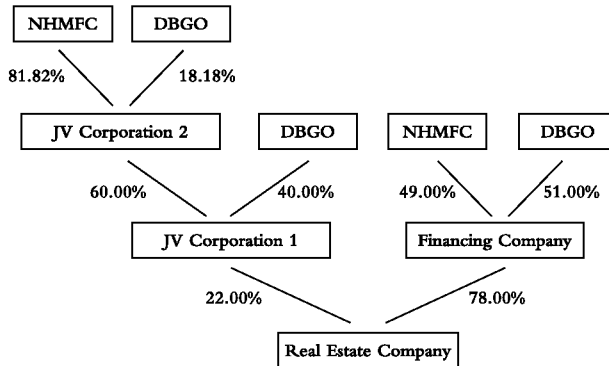 NHMFC DBGO
81.82% 18.18%
JV Corporation 2 DBGO NHMFC DBGO
60.00% 40.00% 49.00% 51.00%
JV Corporation 1 Financing Company
22.00% 78.00%
Real Estate Company